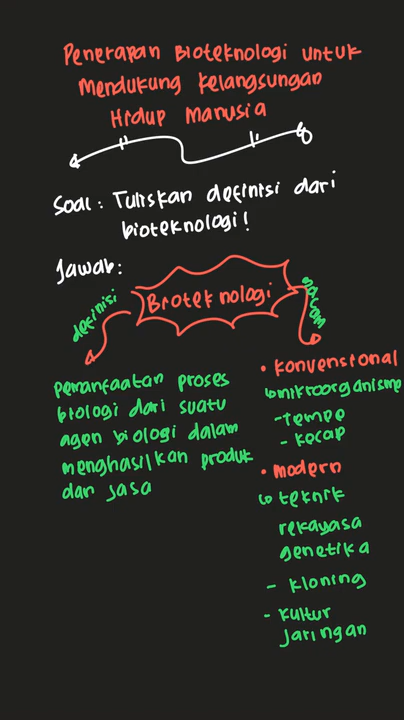 Penerapan Bioteknologi untuk
Mendukung Kelangsungan
Hidup Manusia
Soal : Tuliskan definisi dari
bioteknologi!
Jawab :
Bioteknologi
definisi
Pemanfaatan proses
biologi dari suatu
agen biologi dalam
menghasilkan produk
dan jasa
macam
• Konvensional
↳ mikroorganisme
- Tempe
- kecap
• modern
↳ teknik
rekayasa
genetika
- kloning
- kultur
jaringan